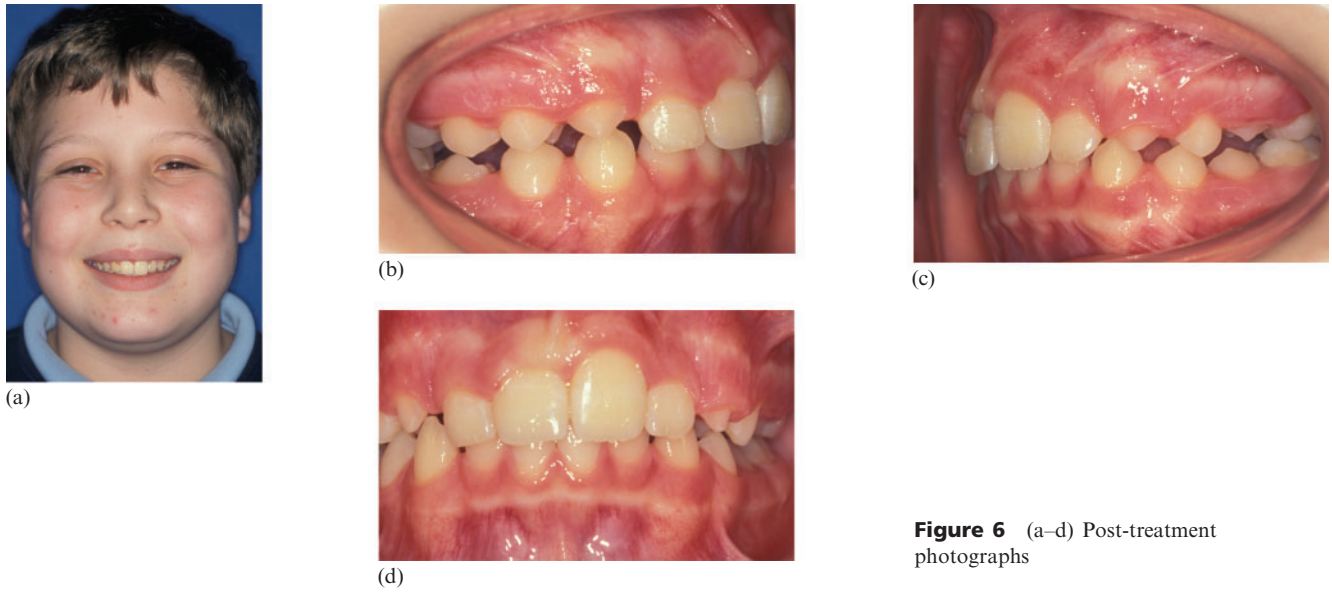 (a)
(b)
(c)
(d)
Figure 6 (a–d) Post-treatment
photographs